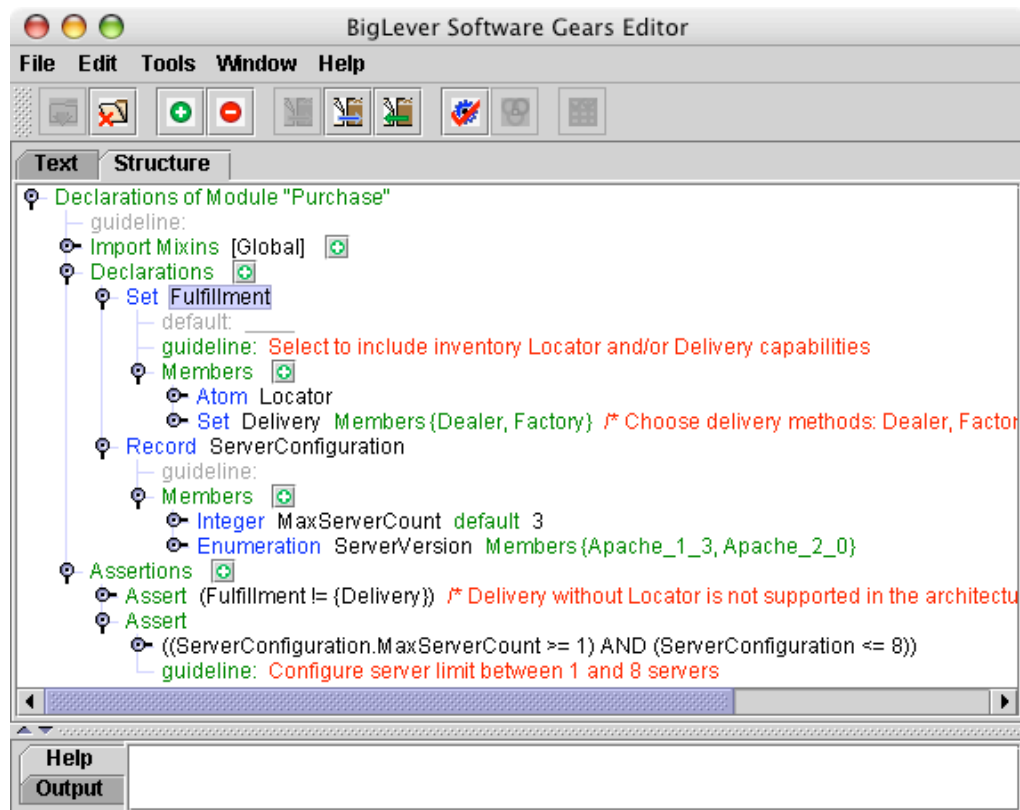 BigLever Software Gears Editor
File Edit Tools Window Help
Text Structure
Declarations of Module "Purchase"
guideline:
Import Mixins [Global]
Declarations
Set Fulfillment
default: ____
guideline: Select to include inventory Locator and/or Delivery capabilities
Members
Atom Locator
Set Delivery Members{Dealer, Factory} /* Choose delivery methods: Dealer, Factor
Record ServerConfiguration
guideline:
Members
Integer MaxServerCount default 3
Enumeration ServerVersion Members{Apache_1_3, Apache_2_0}
Assertions
Assert (Fulfillment != {Delivery}) /* Delivery without Locator is not supported in the architectu
Assert
((ServerConfiguration.MaxServerCount >= 1) AND (ServerConfiguration <= 8))
guideline: Configure server limit between 1 and 8 servers
Help
Output